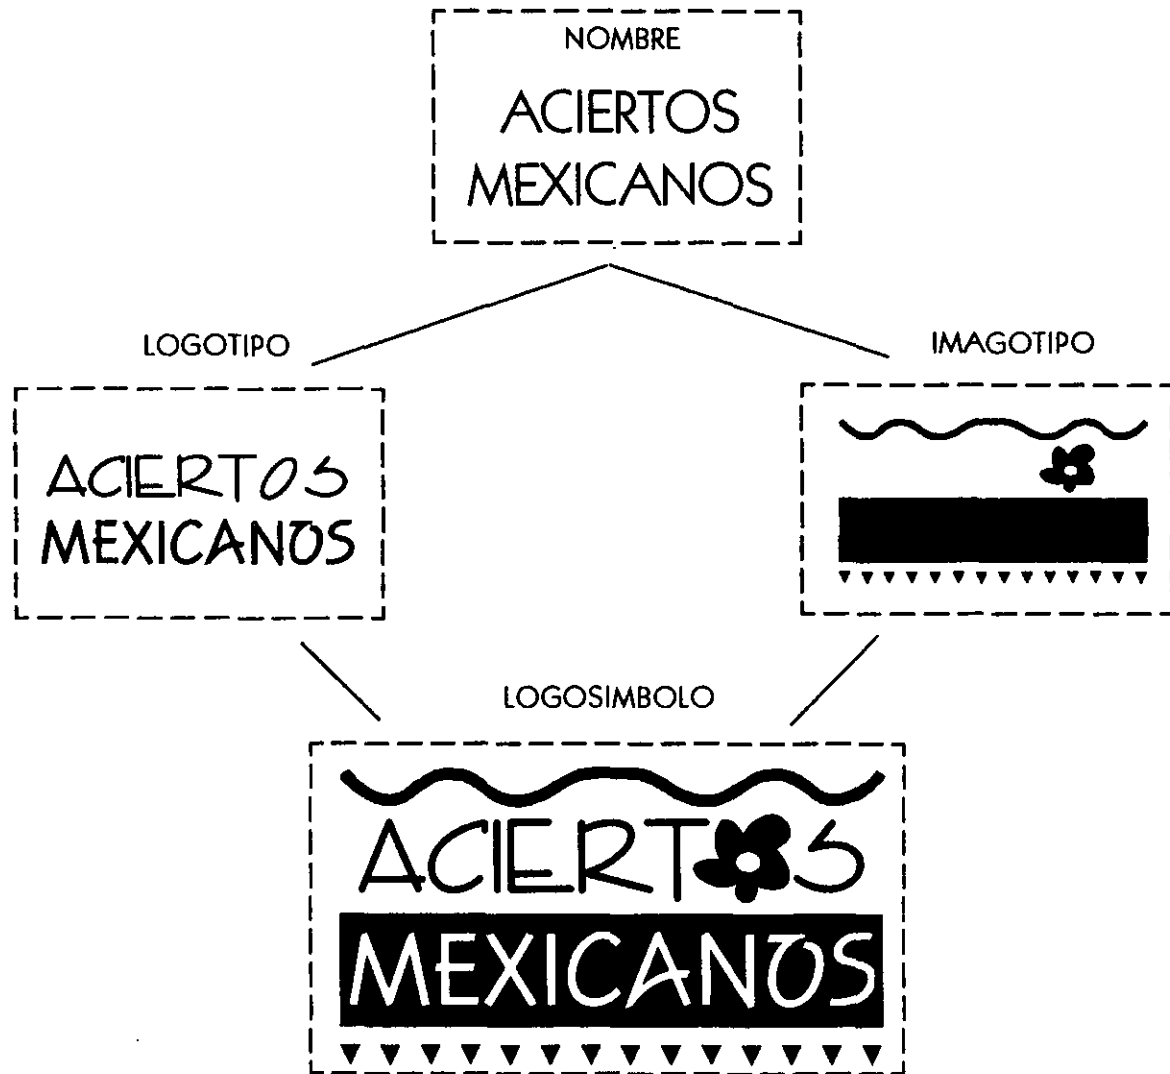 NOMBRE
ACIERTOS
MEXICANOS
LOGOTIPO
IMAGOTIPO
ACIERTOS
MEXICANOS
LOGOSIMBOLO
ACIERTOS
MEXICANOS